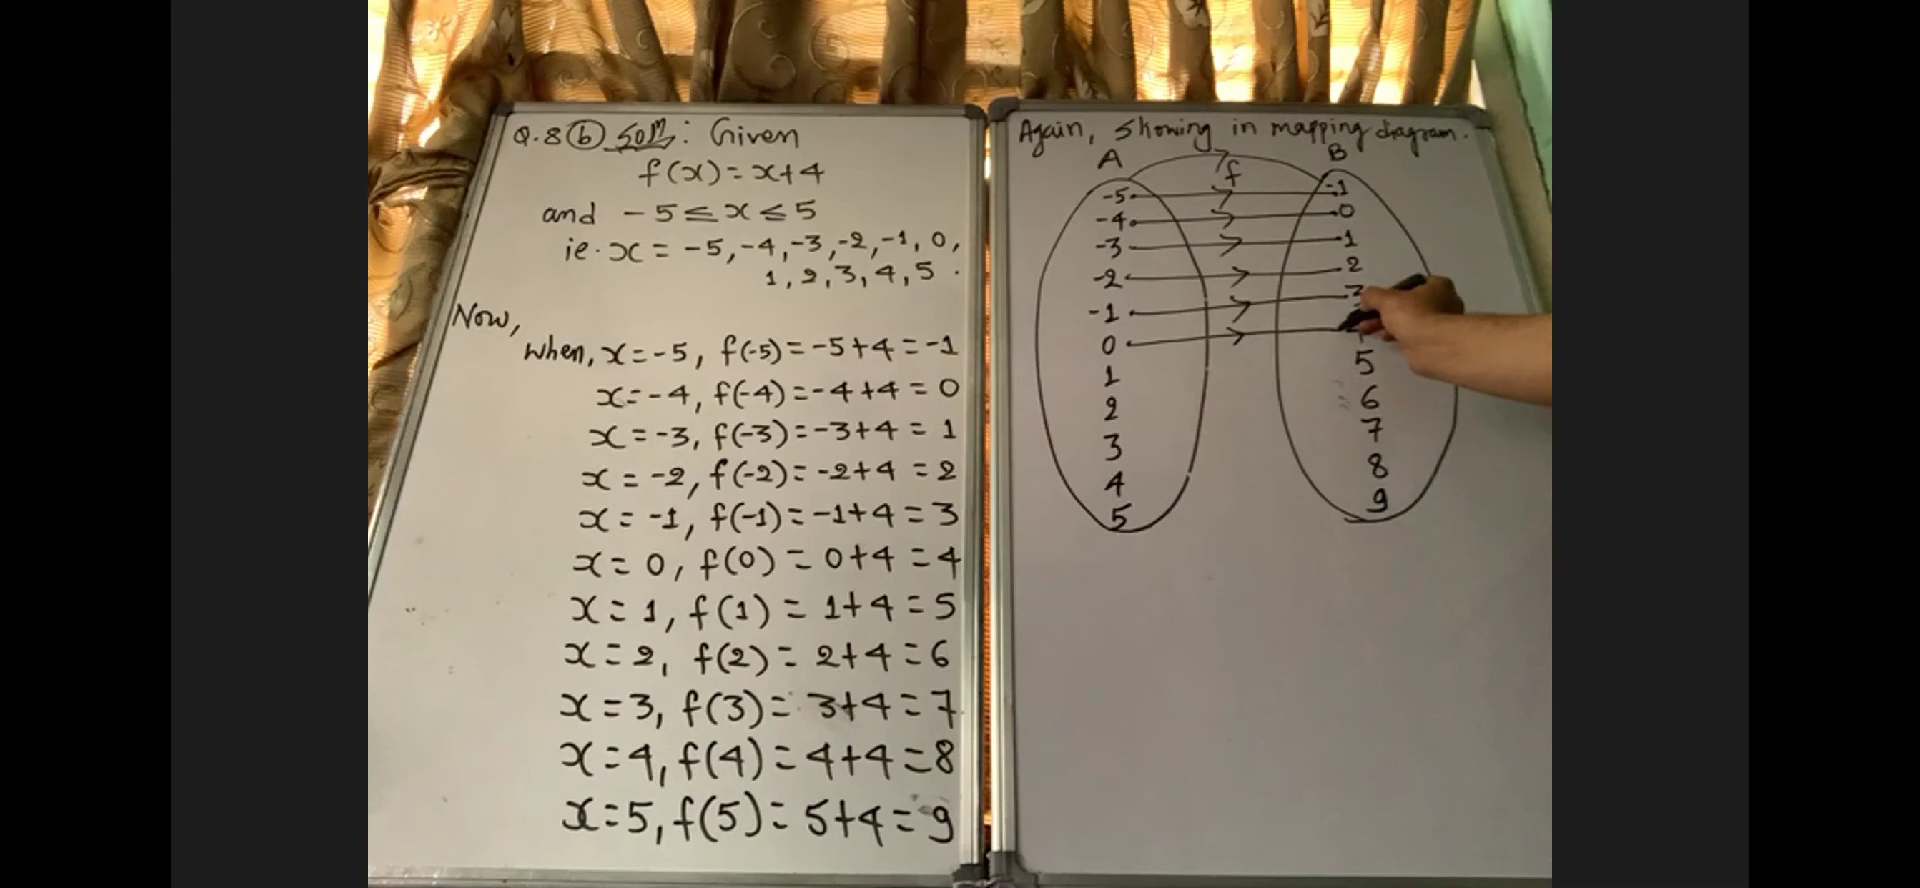 Q.8 (b) Solⁿ: Given
f(x) = x+4
and -5 ≤ x ≤ 5
ie. x = -5, -4, -3, -2, -1, 0,
1, 2, 3, 4, 5.
Now,
when, x = -5, f(-5) = -5+4 = -1
x = -4, f(-4) = -4+4 = 0
x = -3, f(-3) = -3+4 = 1
x = -2, f(-2) = -2+4 = 2
x = -1, f(-1) = -1+4 = 3
x = 0, f(0) = 0+4 = 4
x = 1, f(1) = 1+4 = 5
x = 2, f(2) = 2+4 = 6
x = 3, f(3) = 3+4 = 7
x = 4, f(4) = 4+4 = 8
x = 5, f(5) = 5+4 = 9
Again, Showing in mapping diagram.
A f B
-5 -1
-4 0
-3 1
-2 2
-1 3
0
1 5
2 6
3 7
4 8
5 9